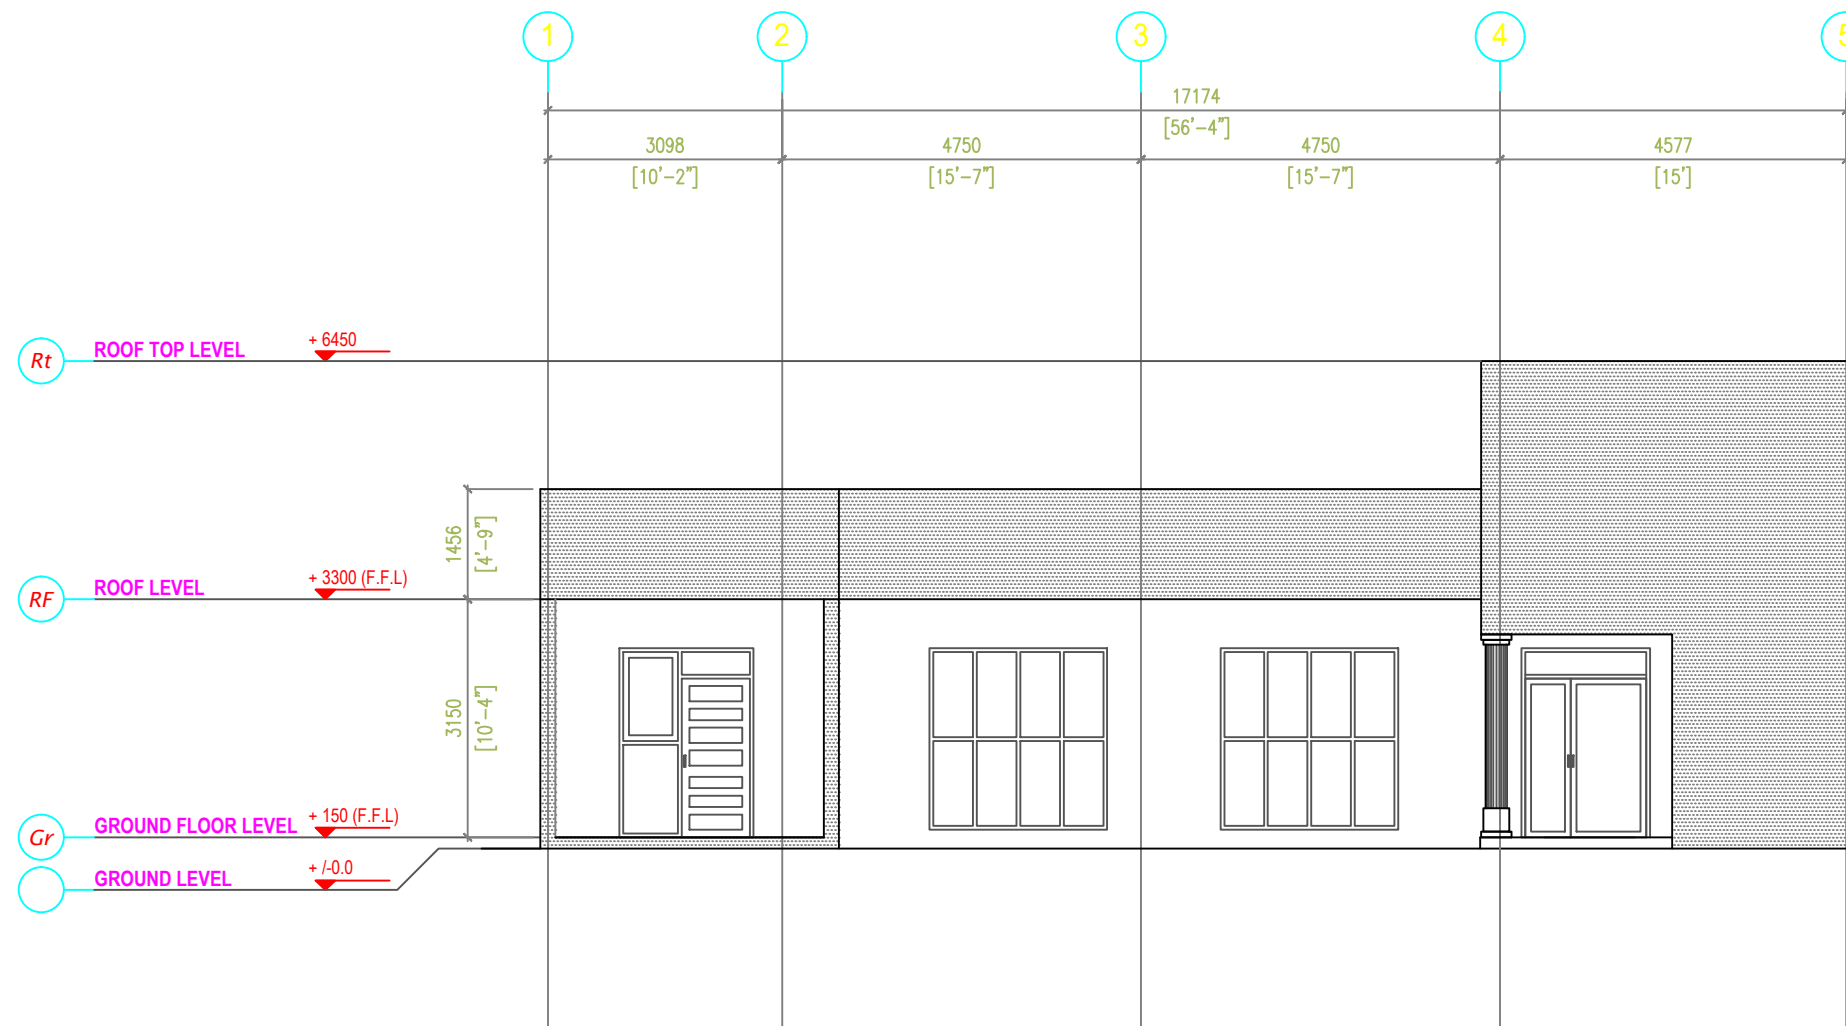 1 2 3 4 5
17174
[56'-4"]
3098 4750 4750 4577
[10'-2"] [15'-7"] [15'-7"] [15']
Rt ROOF TOP LEVEL + 6450
1456
[4'-9"]
RF ROOF LEVEL + 3300 (F.F.L)
3150
[10'-4"]
Gr GROUND FLOOR LEVEL + 150 (F.F.L)
GROUND LEVEL + /-0.0